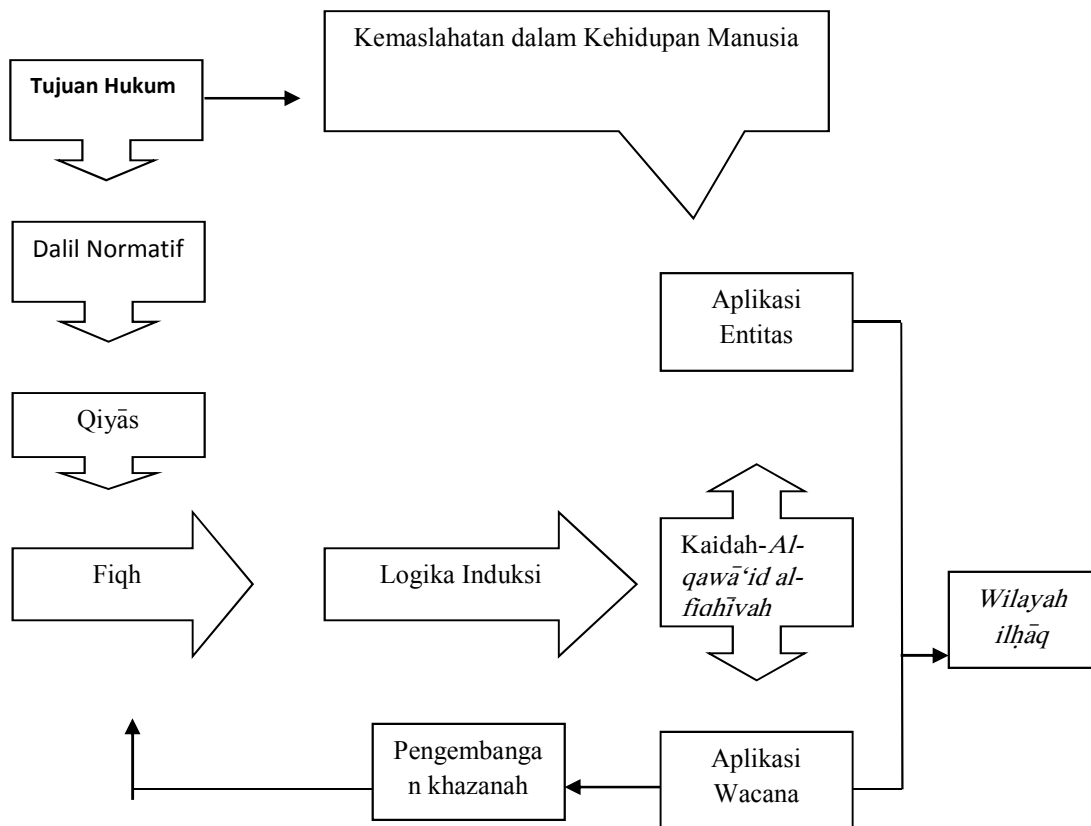 Kemaslahatan dalam Kehidupan Manusia
Tujuan Hukum
Dalil Normatif
Aplikasi
Entitas
Qiyās
Fiqh
Logika Induksi
Kaidah-Al-
qawā‘id al-
fiqhīyah
Wilayah
ilḥāq
Pengembanga
n khazanah
Aplikasi
Wacana